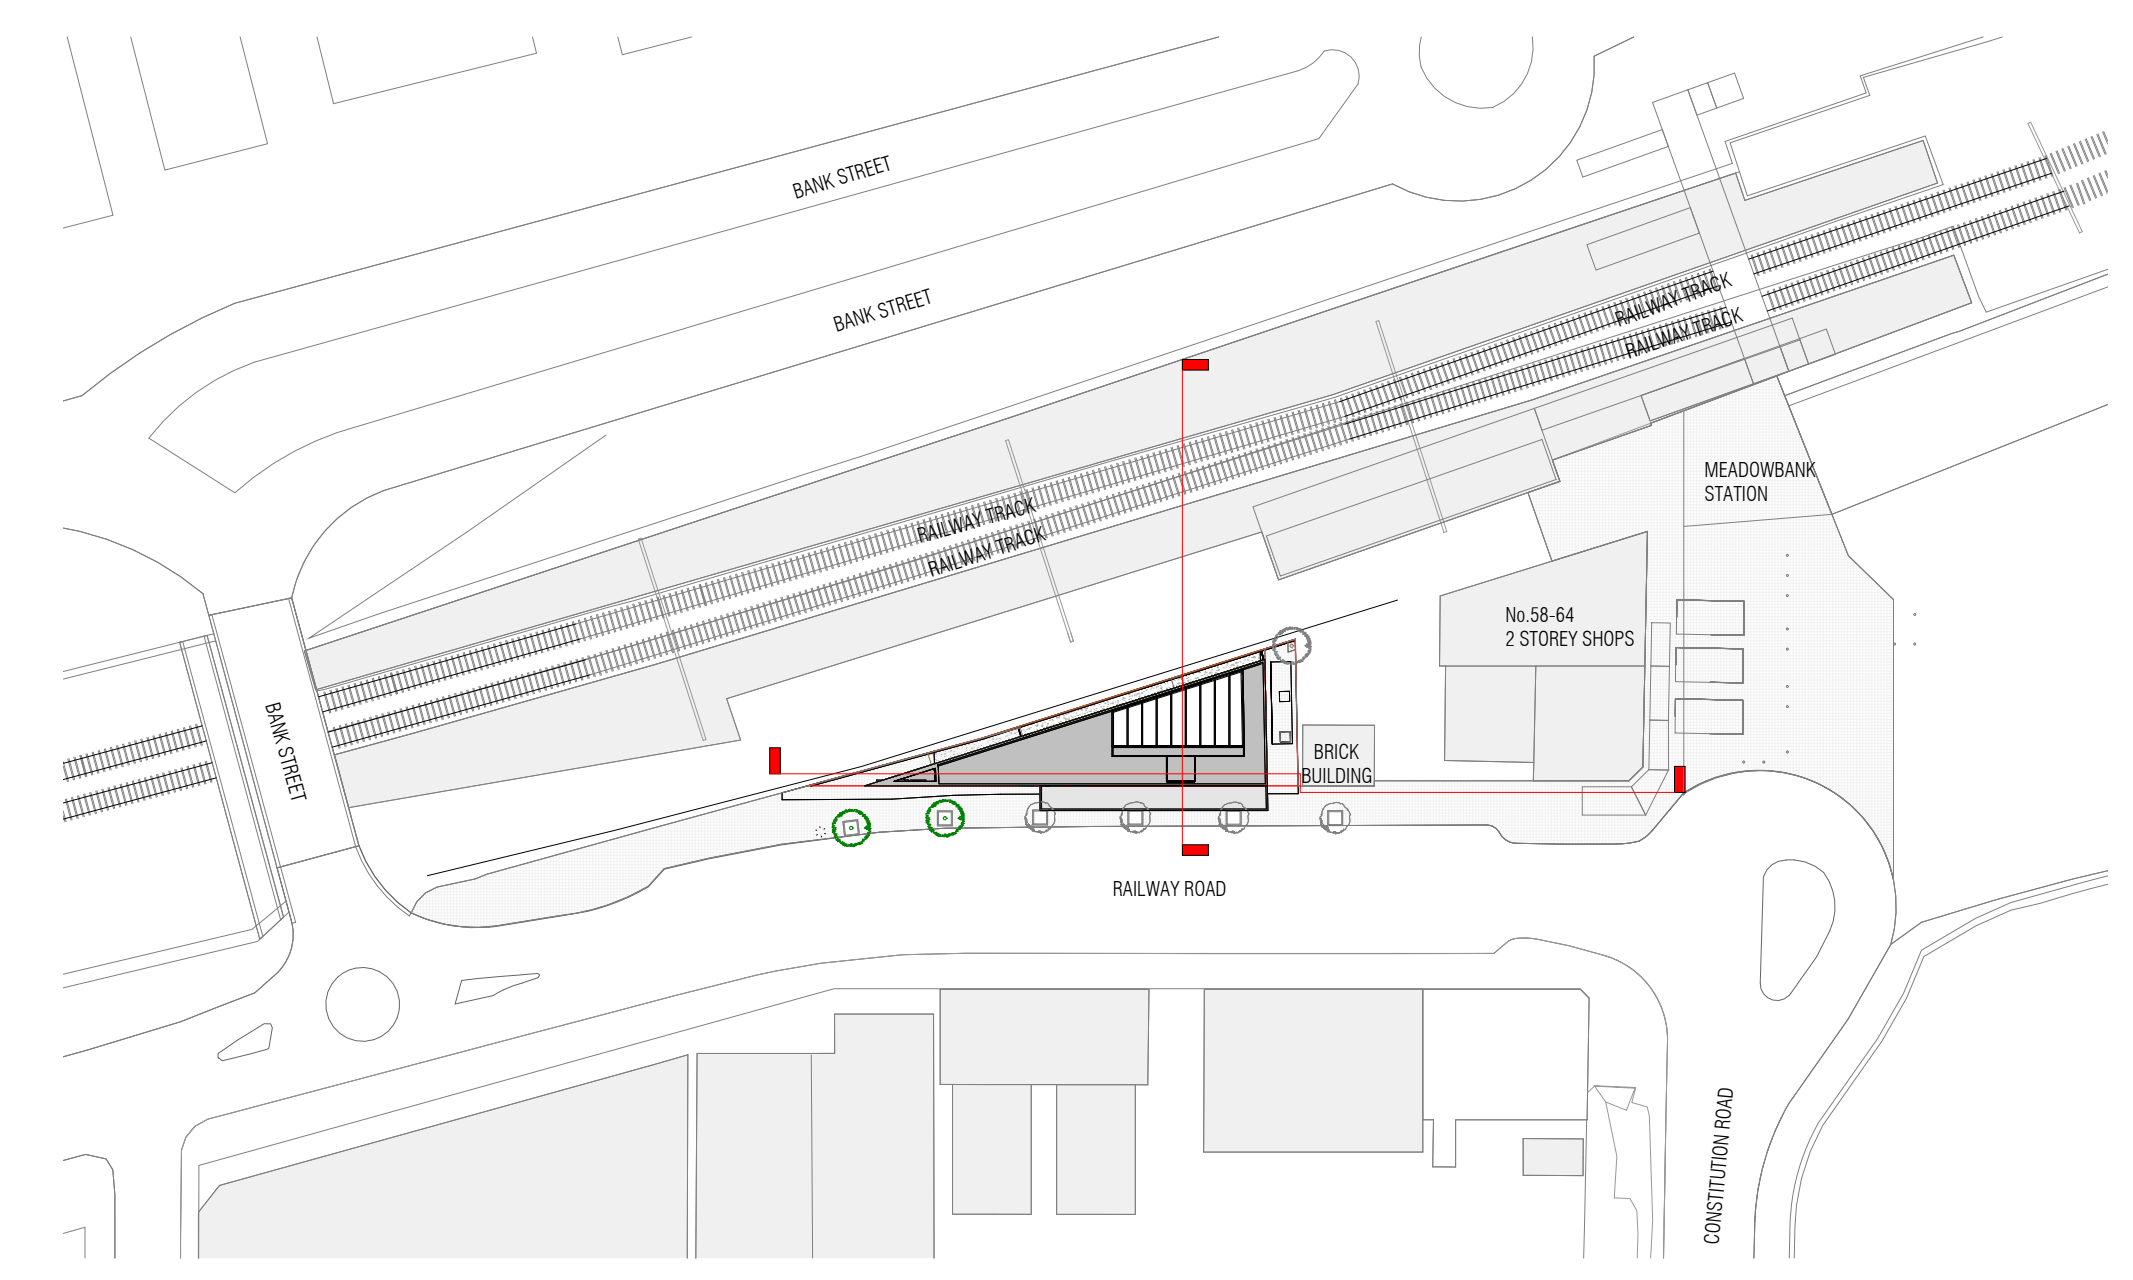 BANK STREET
BANK STREET
RAILWAY TRACK
RAILWAY TRACK
MEADOWBANK
STATION
RAILWAY TRACK
RAILWAY TRACK
No.58-64
2 STOREY SHOPS
BANK STREET
BRICK
BUILDING
RAILWAY ROAD
CONSTITUTION ROAD